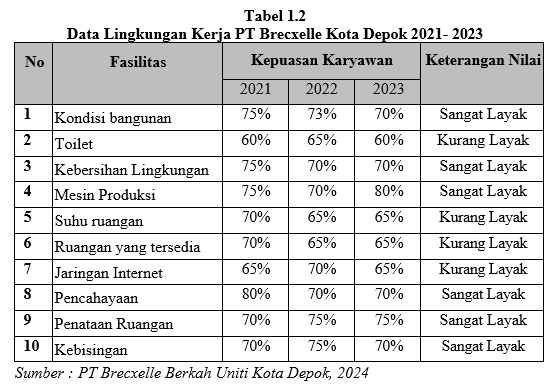 Tabel 1.2
Data Lingkungan Kerja PT Brecxelle Kota Depok 2021- 2023
No Fasilitas Kepuasan Karyawan Keterangan Nilai
2021 2022 2023
1 Kondisi bangunan 75% 73% 70% Sangat Layak
2 Toilet 60% 65% 60% Kurang Layak
3 Kebersihan Lingkungan 75% 70% 70% Sangat Layak
4 Mesin Produksi 75% 70% 80% Sangat Layak
5 Suhu ruangan 70% 65% 65% Kurang Layak
6 Ruangan yang tersedia 70% 65% 65% Kurang Layak
7 Jaringan Internet 65% 70% 65% Kurang Layak
8 Pencahayaan 80% 70% 70% Sangat Layak
9 Penataan Ruangan 70% 75% 75% Sangat Layak
10 Kebisingan 70% 75% 70% Sangat Layak
Sumber : PT Brecxelle Berkah Uniti Kota Depok, 2024